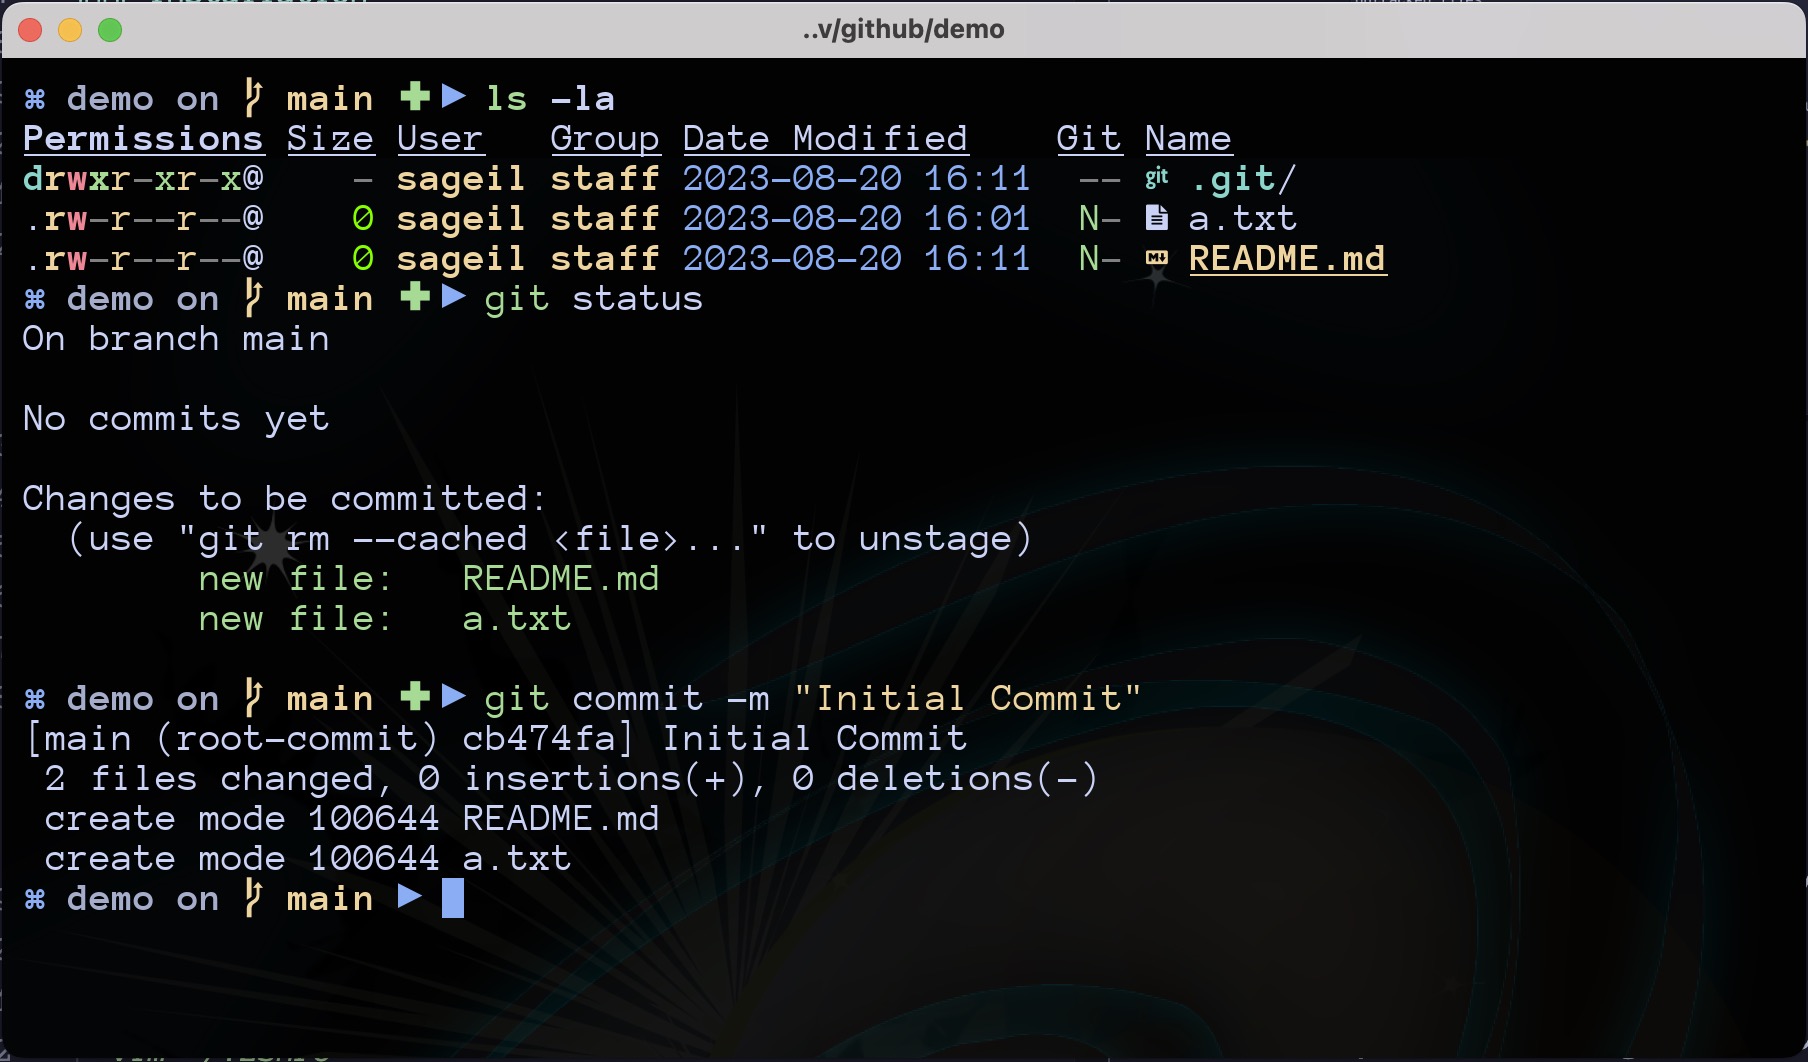 ..v/github/demo
⌘ demo on main ✚ ▶ ls -la
Permissions Size User Group Date Modified Git Name
drwxr-xr-x@ - sageil staff 2023-08-20 16:11 -- git .git/
.rw-r--r--@ 0 sageil staff 2023-08-20 16:01 N- a.txt
.rw-r--r--@ 0 sageil staff 2023-08-20 16:11 N- README.md
⌘ demo on main ✚ ▶ git status
On branch main
No commits yet
Changes to be committed:
(use "git rm --cached <file>..." to unstage)
new file: README.md
new file: a.txt
⌘ demo on main ✚ ▶ git commit -m "Initial Commit"
[main (root-commit) cb474fa] Initial Commit
2 files changed, 0 insertions(+), 0 deletions(-)
create mode 100644 README.md
create mode 100644 a.txt
⌘ demo on main ▶